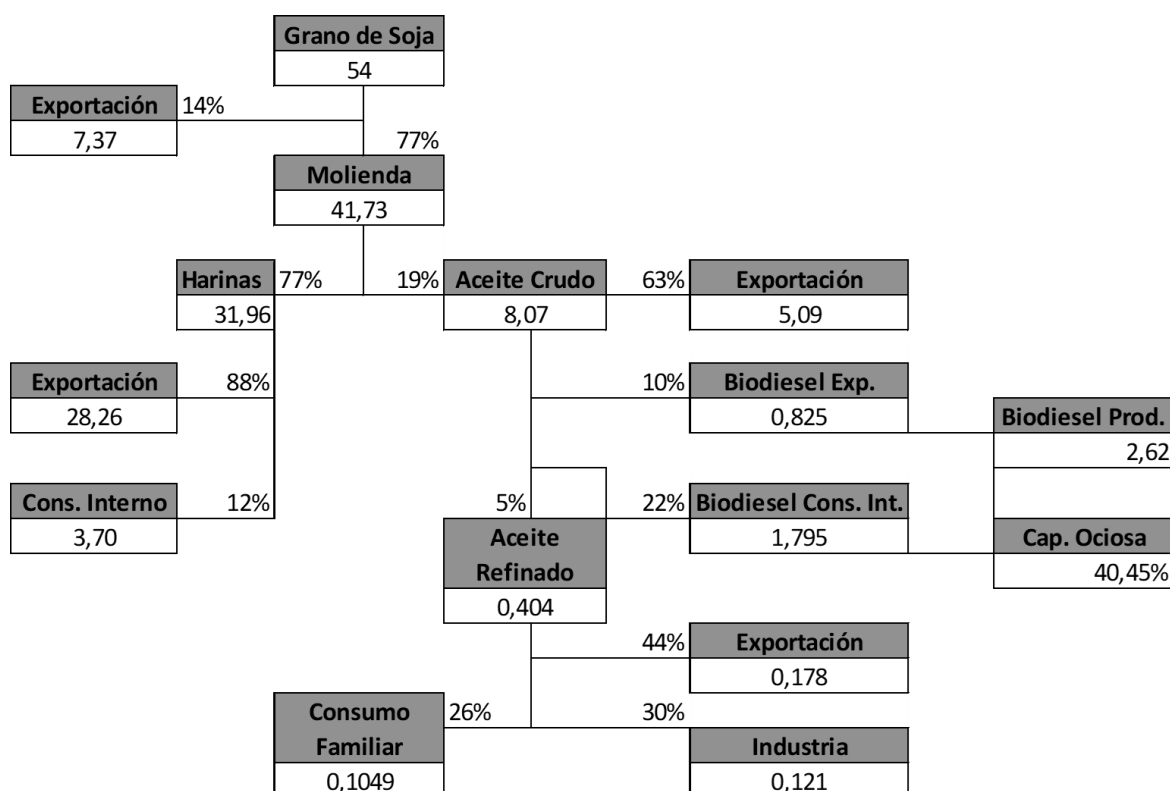 Grano de Soja
54
Exportación 14%
7,37
77%
Molienda
41,73
Harinas 77% 19% Aceite Crudo 63% Exportación
31,96 8,07 5,09
Exportación 88% 10% Biodiesel Exp.
28,26 0,825 Biodiesel Prod.
2,62
Cons. Interno 12% 5% 22% Biodiesel Cons. Int.
3,70 Aceite 1,795 Cap. Ociosa
Refinado 40,45%
0,404
44% Exportación
0,178
Consumo 26% 30%
Familiar Industria
0,1049 0,121